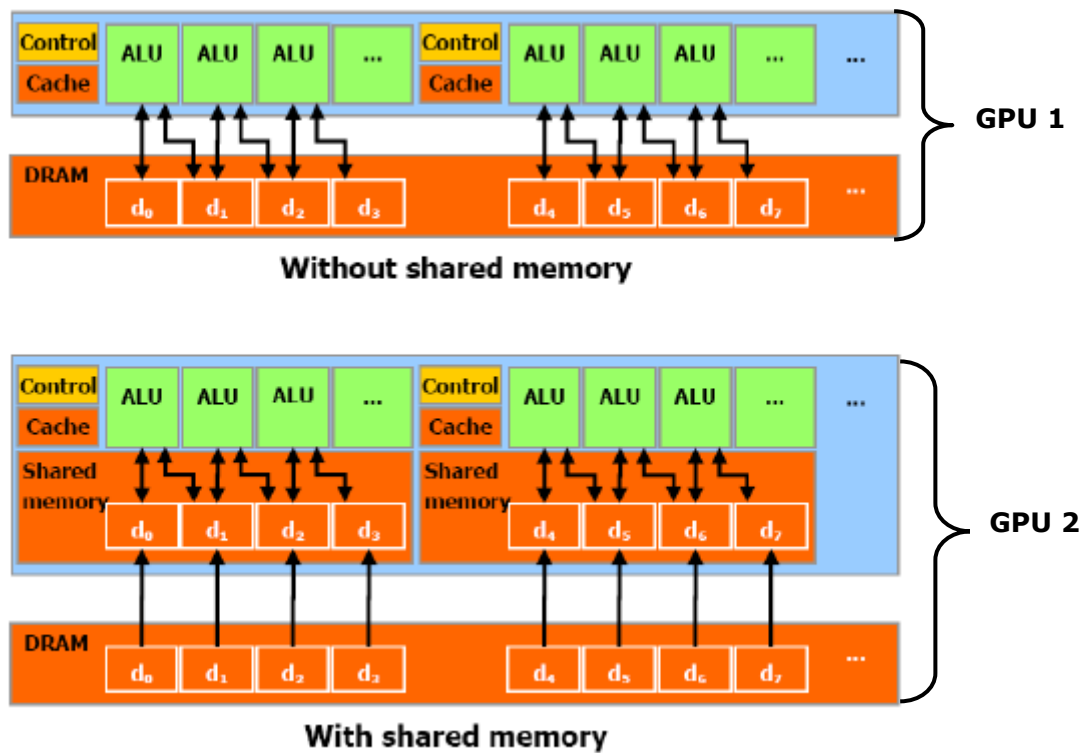 Control ALU ALU ALU ... Control ALU ALU ALU ... ...
Cache Cache
GPU 1
DRAM ...
d₀ d₁ d₂ d₃ d₄ d₅ d₆ d₇
Without shared memory
Control ALU ALU ALU ... Control ALU ALU ALU ... ...
Cache Cache
Shared Shared
memory memory
d₀ d₁ d₂ d₃ d₄ d₅ d₆ d₇
GPU 2
DRAM ...
d₀ d₁ d₂ d₃ d₄ d₅ d₆ d₇
With shared memory